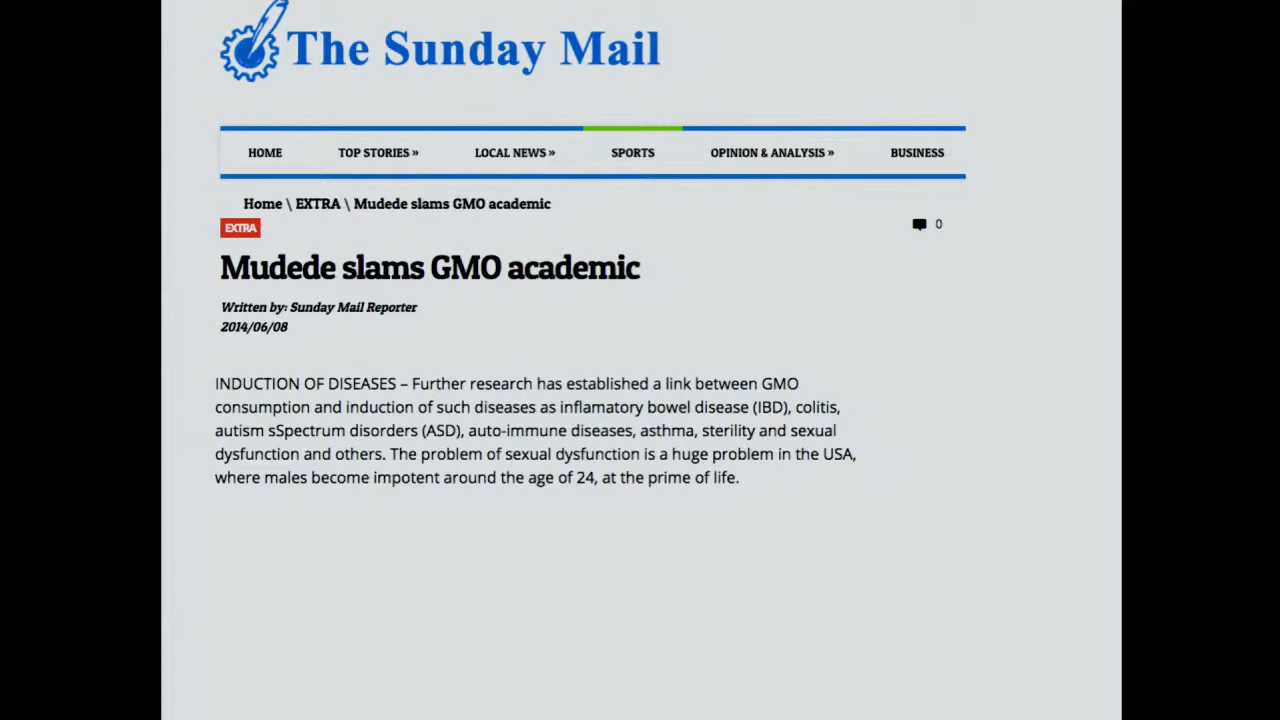 The Sunday Mail
HOME TOP STORIES » LOCAL NEWS » SPORTS OPINION & ANALYSIS » BUSINESS
Home \ EXTRA \ Mudede slams GMO academic
EXTRA
0
Mudede slams GMO academic
Written by: Sunday Mail Reporter
2014/06/08
INDUCTION OF DISEASES – Further research has established a link between GMO
consumption and induction of such diseases as inflamatory bowel disease (IBD), colitis,
autism sSpectrum disorders (ASD), auto-immune diseases, asthma, sterility and sexual
dysfunction and others. The problem of sexual dysfunction is a huge problem in the USA,
where males become impotent around the age of 24, at the prime of life.